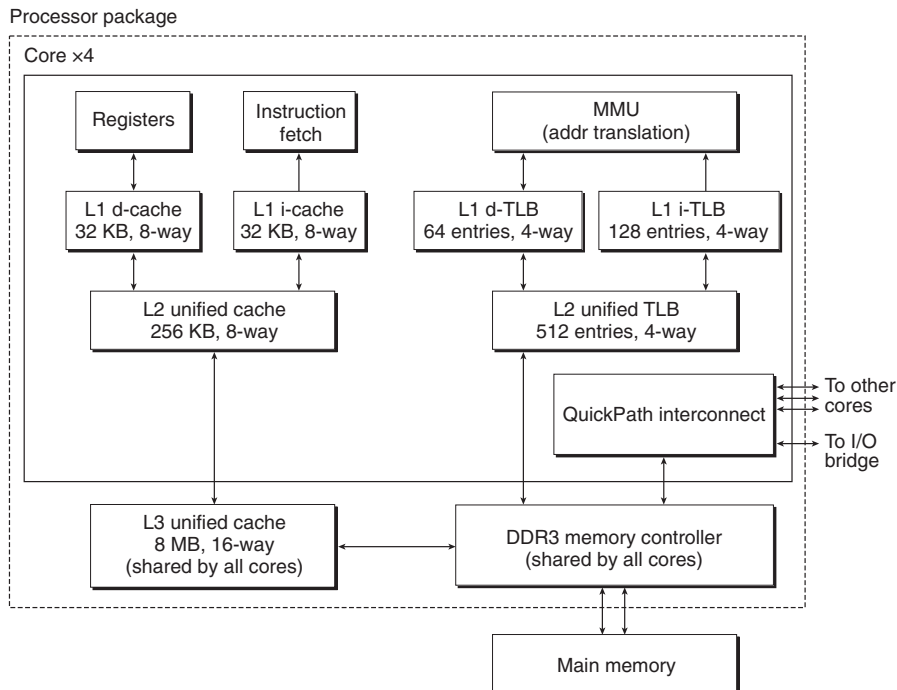 Processor package
Core ×4
Registers
Instruction
fetch
MMU
(addr translation)
L1 d-cache
32 KB, 8-way
L1 i-cache
32 KB, 8-way
L1 d-TLB
64 entries, 4-way
L1 i-TLB
128 entries, 4-way
L2 unified cache
256 KB, 8-way
L2 unified TLB
512 entries, 4-way
QuickPath interconnect
To other
cores
To I/O
bridge
L3 unified cache
8 MB, 16-way
(shared by all cores)
DDR3 memory controller
(shared by all cores)
Main memory